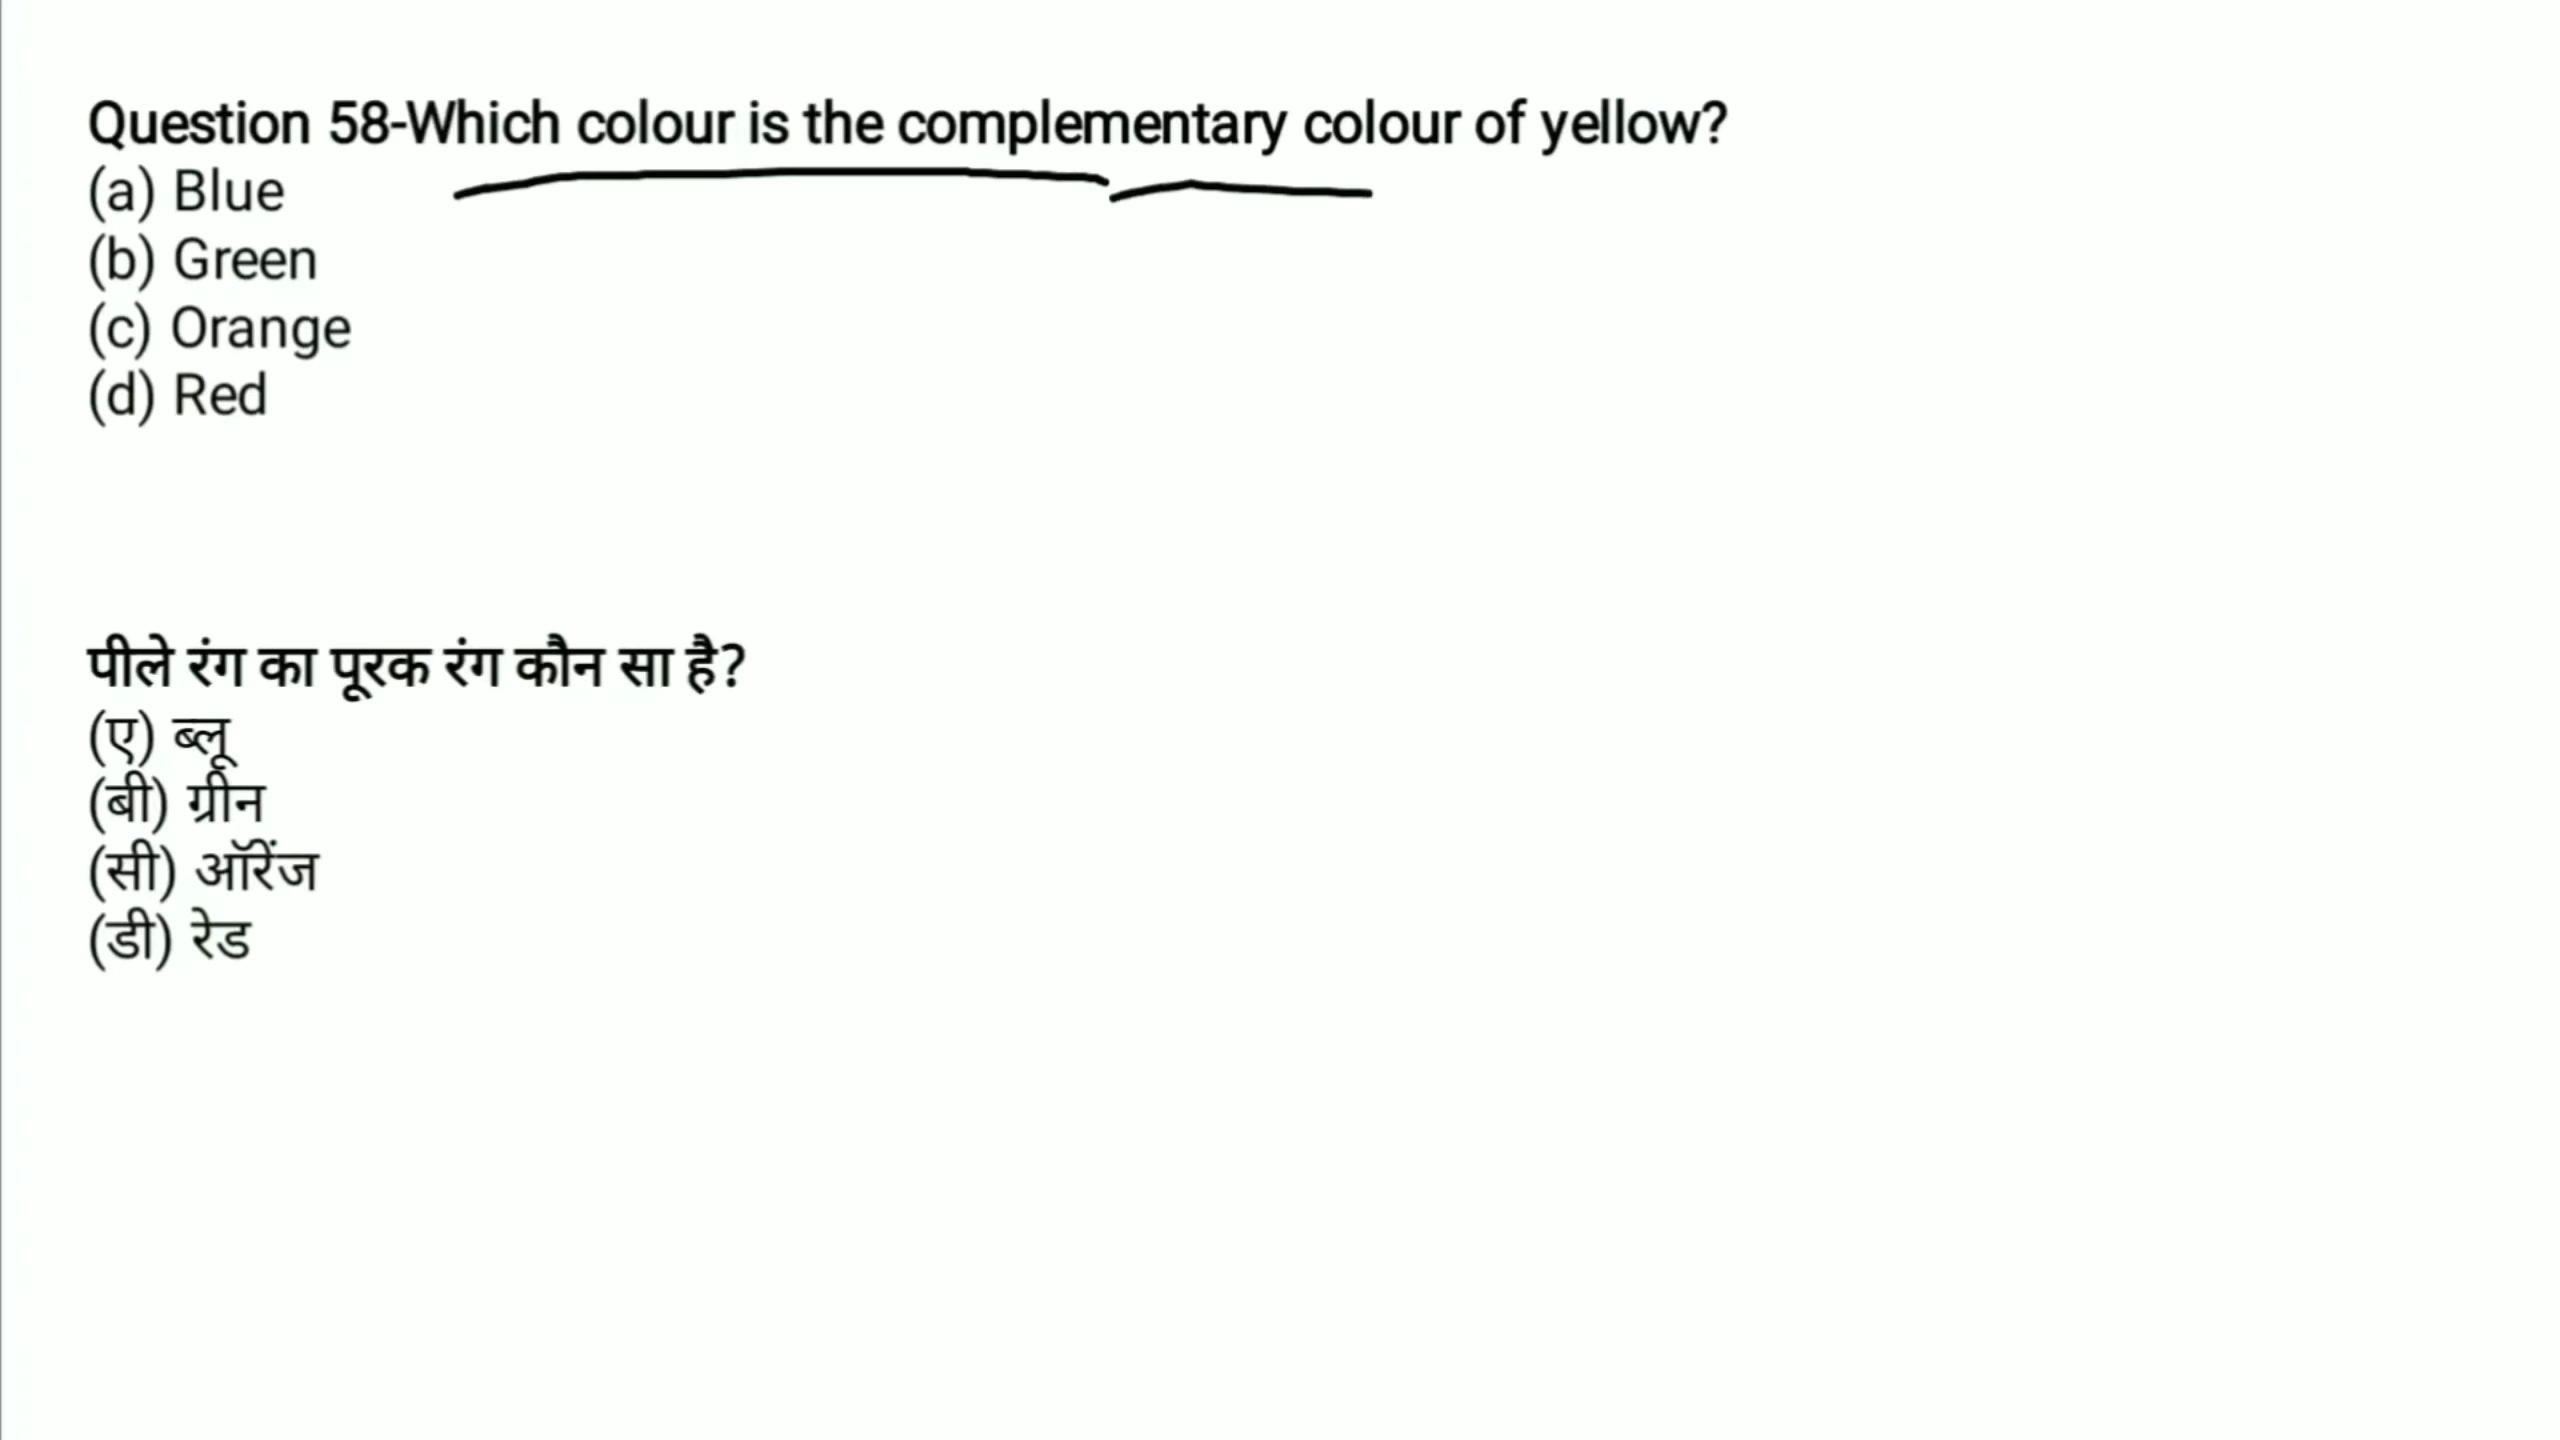 Question 58-Which colour is the complementary colour of yellow?
(a) Blue
(b) Green
(c) Orange
(d) Red
पीले रंग का पूरक रंग कौन सा है?
(ए) ब्लू
(बी) ग्रीन
(सी) ऑरेंज
(डी) रेड